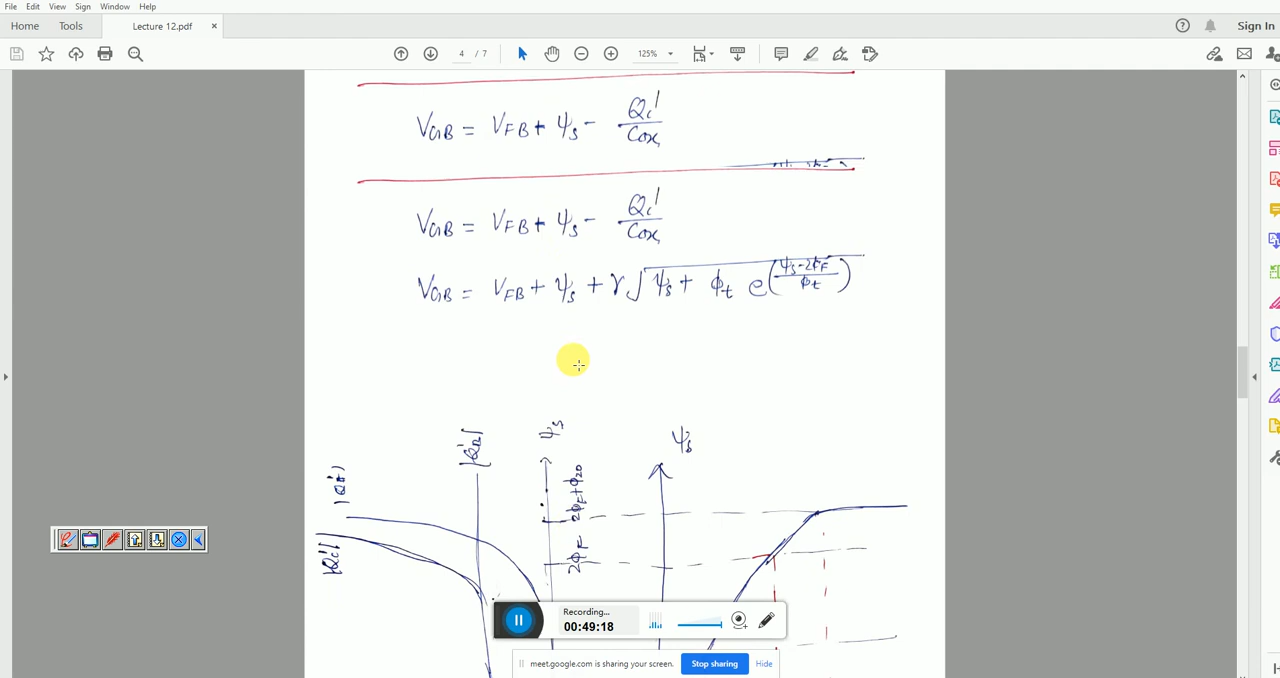 File Edit View Sign Window Help
Home Tools Lecture 12.pdf × Sign In
4 / 7 125%
V_GB = V_FB + ψ_s − Q_c' / C_ox'
V_GB = V_FB + ψ_s − Q_c' / C_ox'
V_GB = V_FB + ψ_s + γ √(ψ_s + ϕ_t e^((ψ_s − 2ϕ_F) / ϕ_t))
|Q_B'|
ψ_s
ψ_s
2ϕ_F + ϕ_Z0
|Q_c'|
2ϕ_F
Recording...
00:49:18
meet.google.com is sharing your screen. Stop sharing Hide